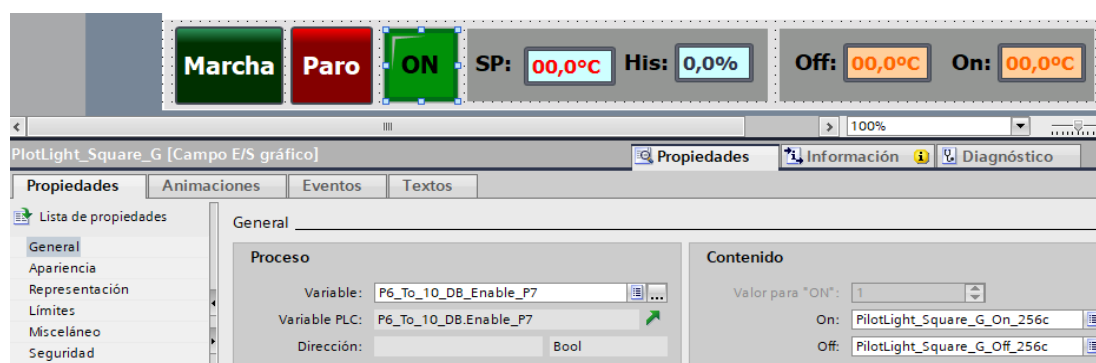 Marcha Paro ON SP: 00,0ºC His: 0,0% Off: 00,0ºC On: 00,0ºC
100%
PlotLight_Square_G [Campo E/S gráfico] Propiedades Información Diagnóstico
Propiedades Animaciones Eventos Textos
Lista de propiedades General
General Proceso Contenido
Apariencia
Representación Variable: P6_To_10_DB_Enable_P7 ... Valor para "ON": 1
Límites Variable PLC: P6_To_10_DB.Enable_P7 On: PilotLight_Square_G_On_256c
Misceláneo
Seguridad Dirección: Bool Off: PilotLight_Square_G_Off_256c